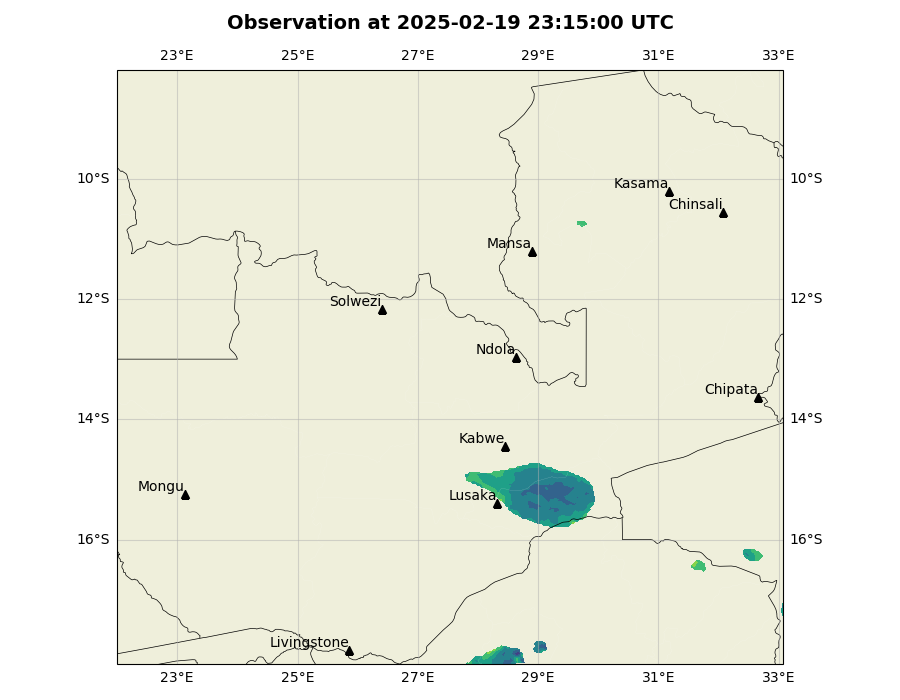 Observation at 2025-02-19 23:15:00 UTC
23°E 25°E 27°E 29°E 31°E 33°E
10°S 10°S
Kasama
Chinsali
Mansa
12°S 12°S
Solwezi
Ndola
Chipata
14°S 14°S
Kabwe
Mongu
Lusaka
16°S 16°S
Livingstone
23°E 25°E 27°E 29°E 31°E 33°E